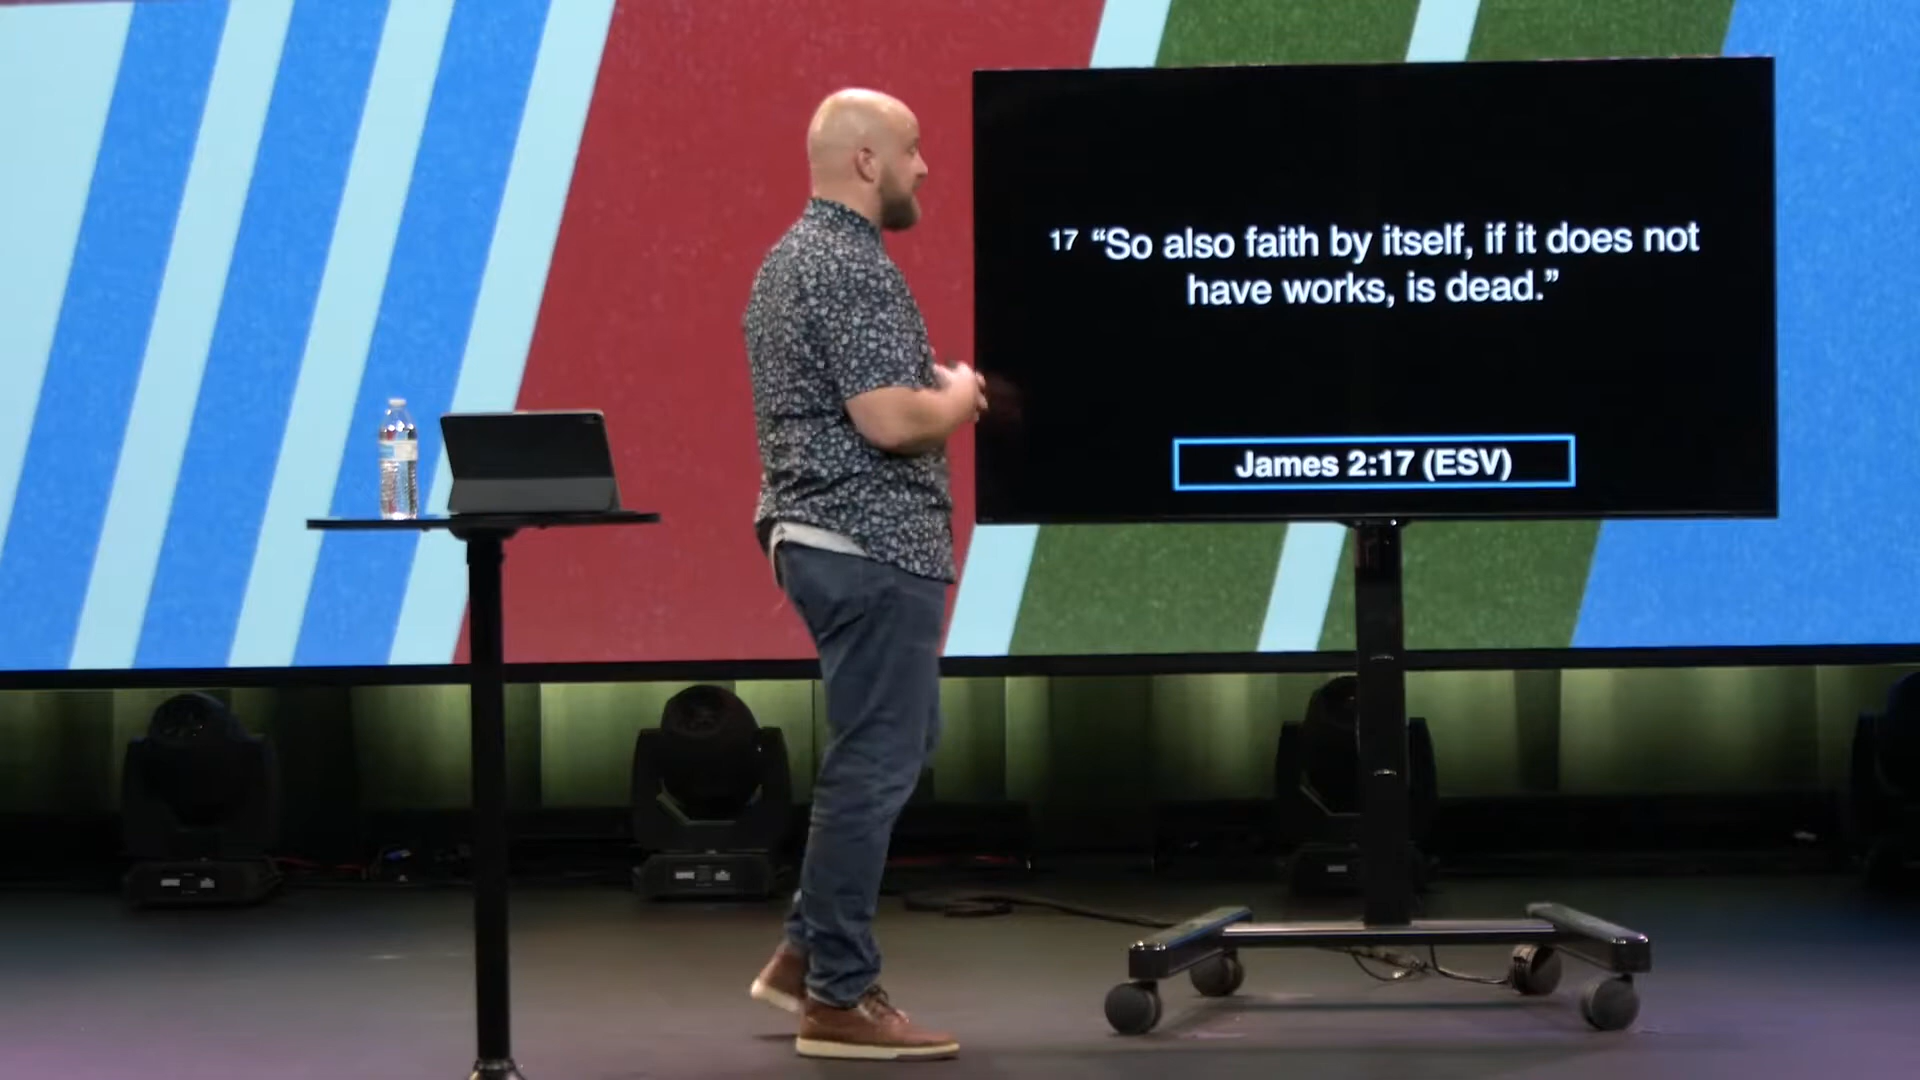 17 “So also faith by itself, if it does not
have works, is dead.”
James 2:17 (ESV)